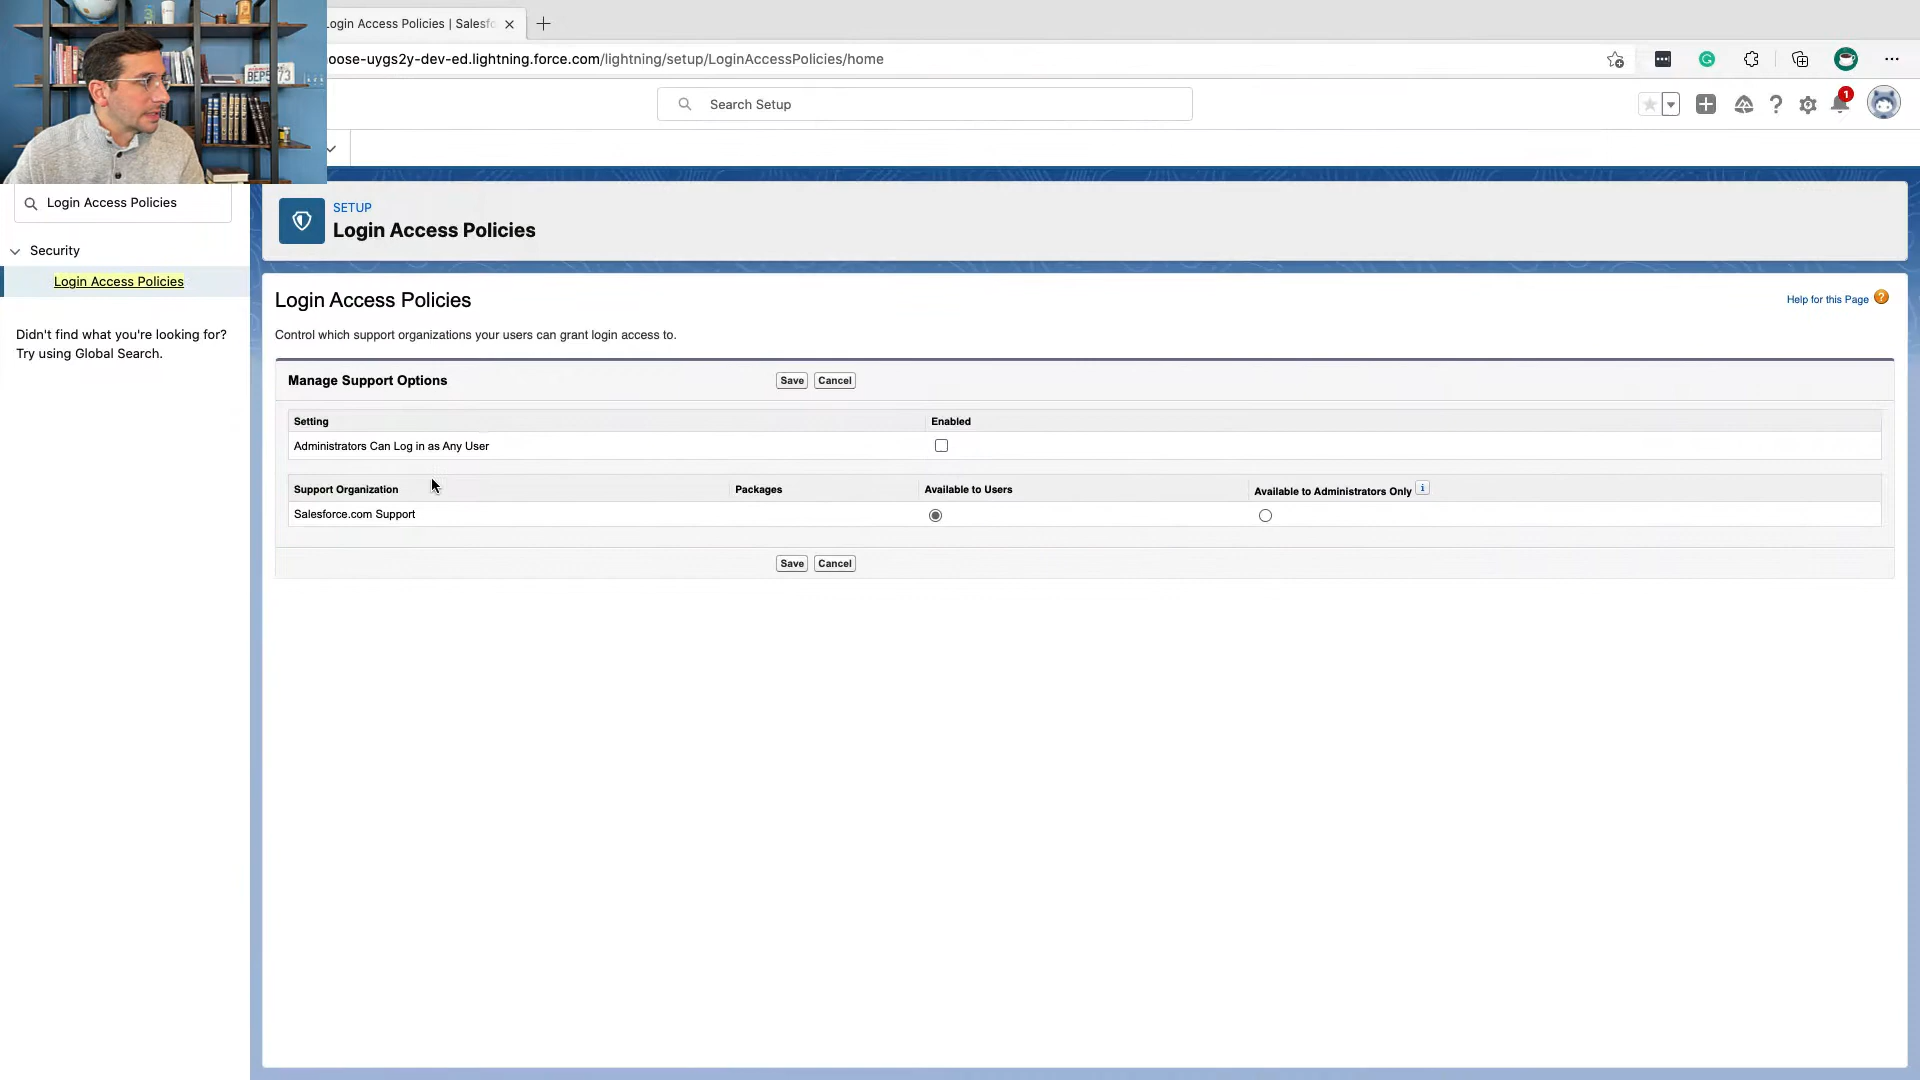 ogin Access Policies | Salesfo
oose-uygs2y-dev-ed.lightning.force.com/lightning/setup/LoginAccessPolicies/home
Search Setup
1
BEP5 73
Login Access Policies
Security
Login Access Policies
Didn't find what you're looking for?
Try using Global Search.
SETUP
Login Access Policies
Login Access Policies
Help for this Page ?
Control which support organizations your users can grant login access to.
Manage Support Options Save Cancel
Setting Enabled
Administrators Can Log in as Any User
Support Organization Packages Available to Users Available to Administrators Only i
Salesforce.com Support
Save Cancel